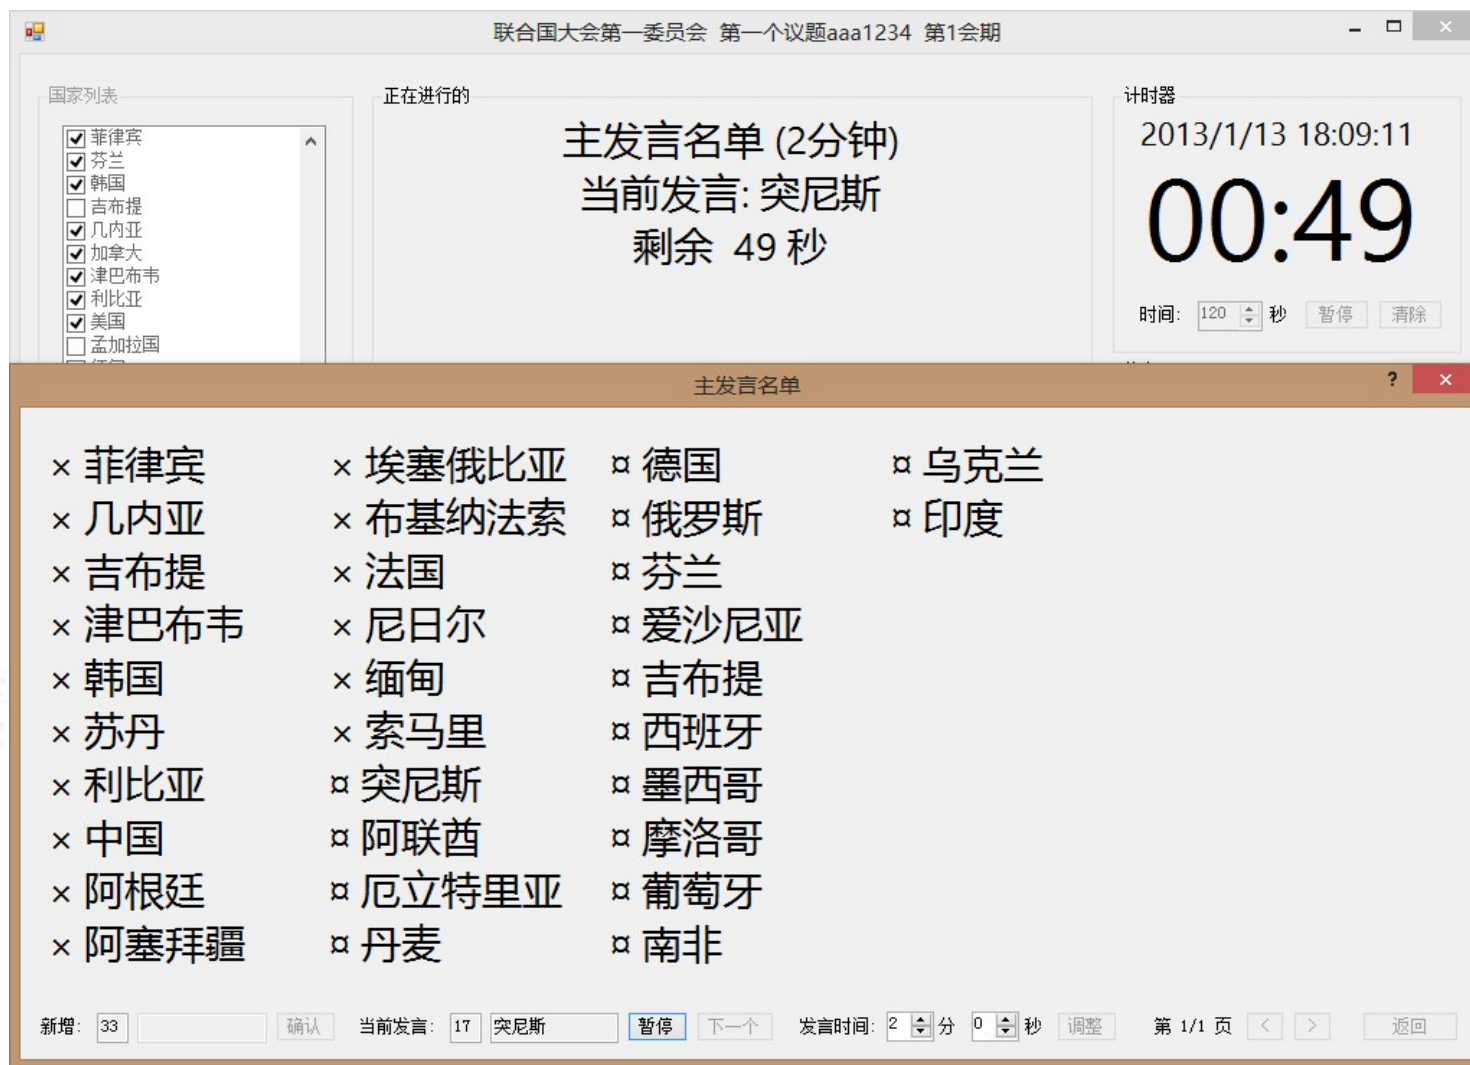 联合国大会第一委员会 第一个议题aaa1234 第1会期
国家列表
菲律宾
芬兰
韩国
吉布提
几内亚
加拿大
津巴布韦
利比亚
美国
孟加拉国
正在进行的
主发言名单 (2分钟)
当前发言: 突尼斯
剩余 49 秒
计时器
2013/1/13 18:09:11
00:49
时间: 120 秒 暂停 清除
主发言名单
× 菲律宾
× 几内亚
× 吉布提
× 津巴布韦
× 韩国
× 苏丹
× 利比亚
× 中国
× 阿根廷
× 阿塞拜疆
× 埃塞俄比亚
× 布基纳法索
× 法国
× 尼日尔
× 缅甸
× 索马里
¤ 突尼斯
¤ 阿联酋
¤ 厄立特里亚
¤ 丹麦
¤ 德国
¤ 俄罗斯
¤ 芬兰
¤ 爱沙尼亚
¤ 吉布提
¤ 西班牙
¤ 墨西哥
¤ 摩洛哥
¤ 葡萄牙
¤ 南非
¤ 乌克兰
¤ 印度
新增: 33 确认 当前发言: 17 突尼斯 暂停 下一个 发言时间: 2 分 0 秒 调整 第 1/1 页 < > 返回